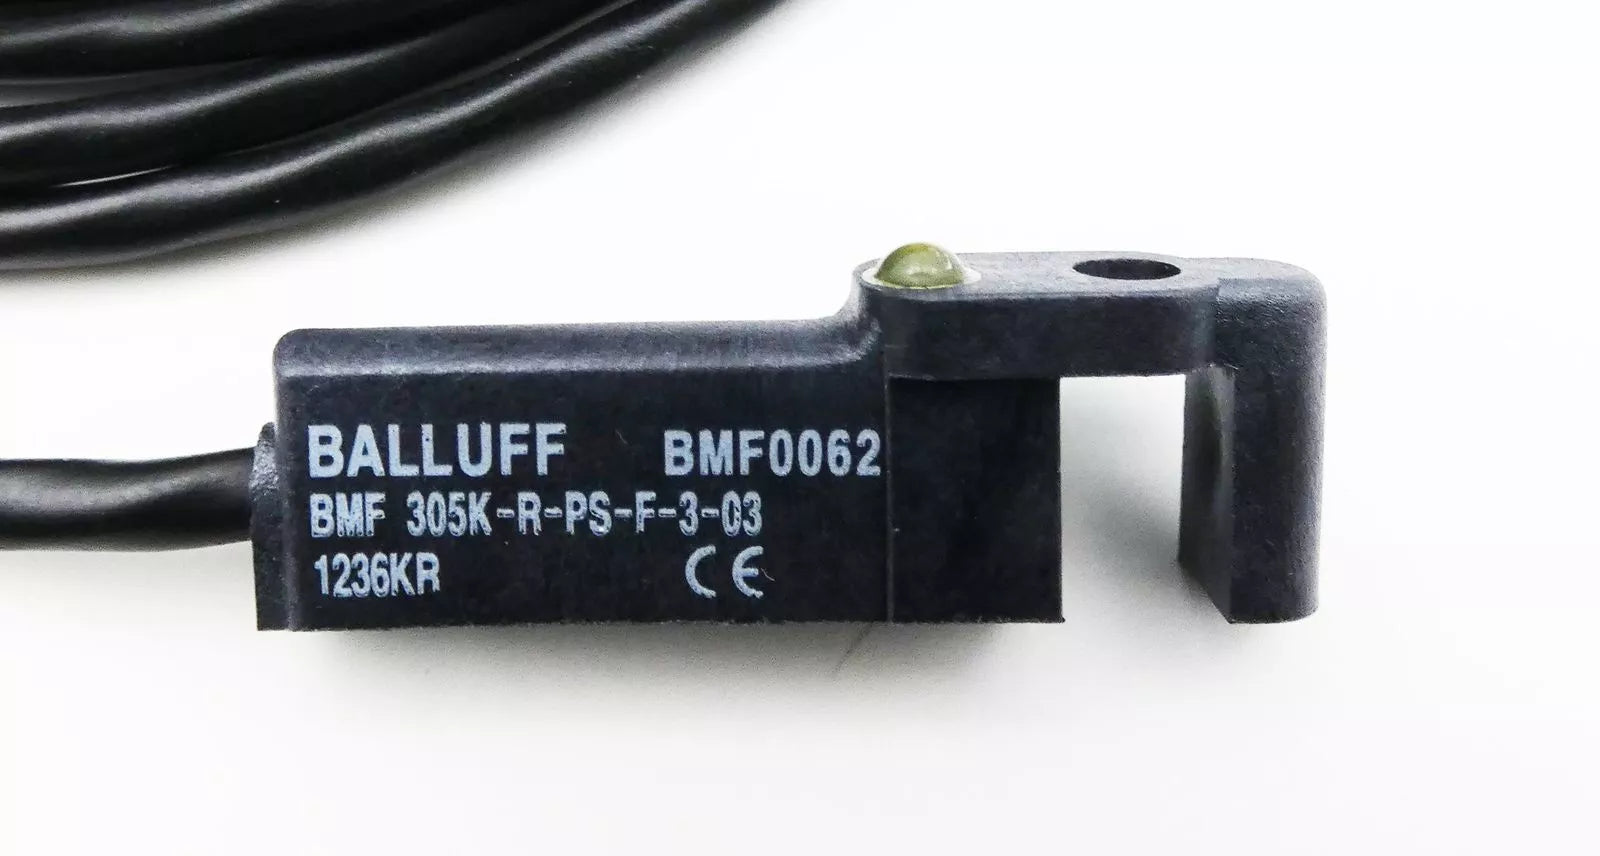 BALLUFF BMF0062
BMF 305K-R-PS-F-3-03
1236KR CE